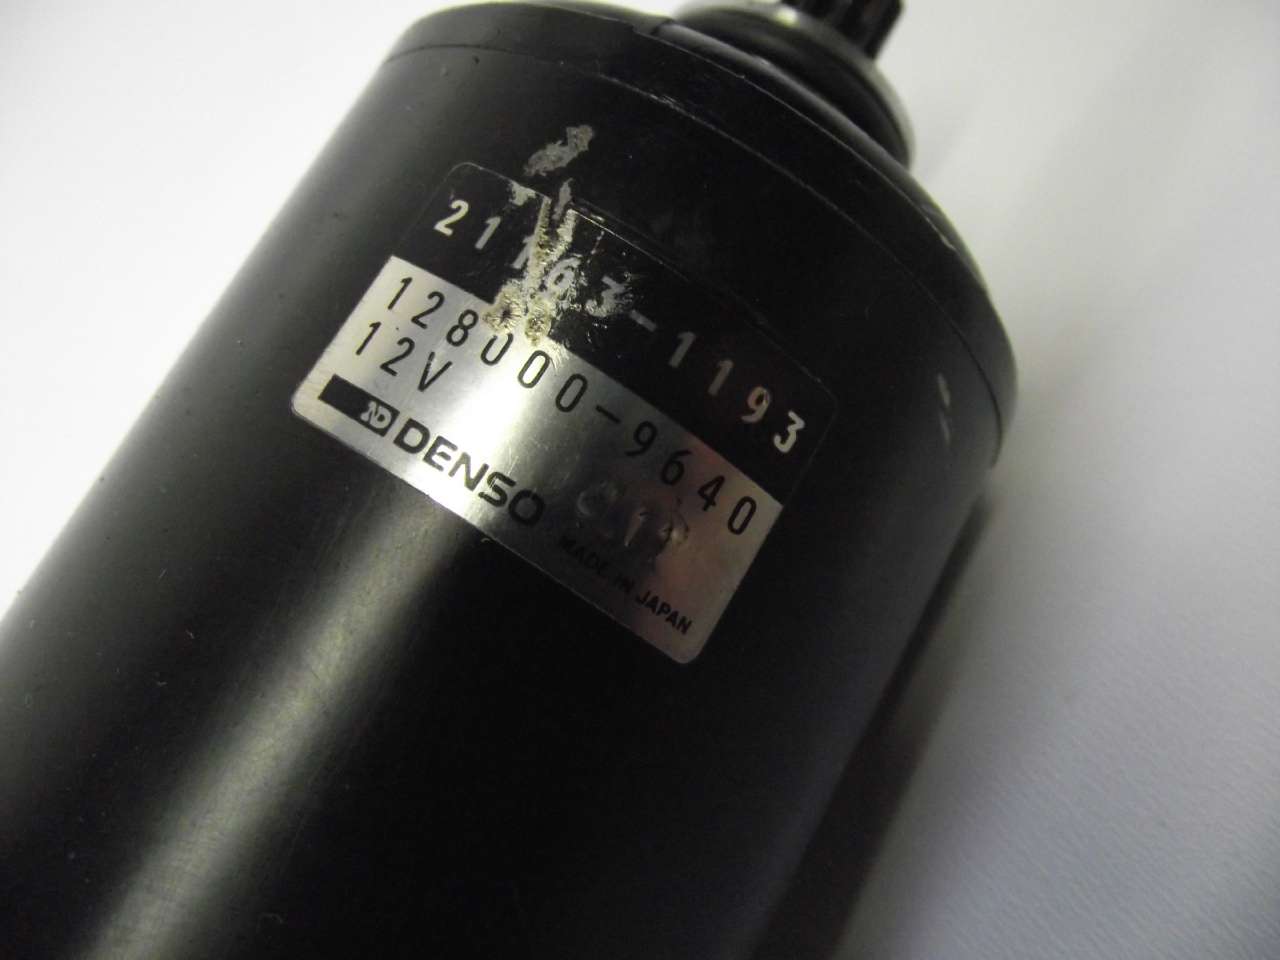 21163-1193
128000-9640
12V
ND DENSO
MADE IN JAPAN